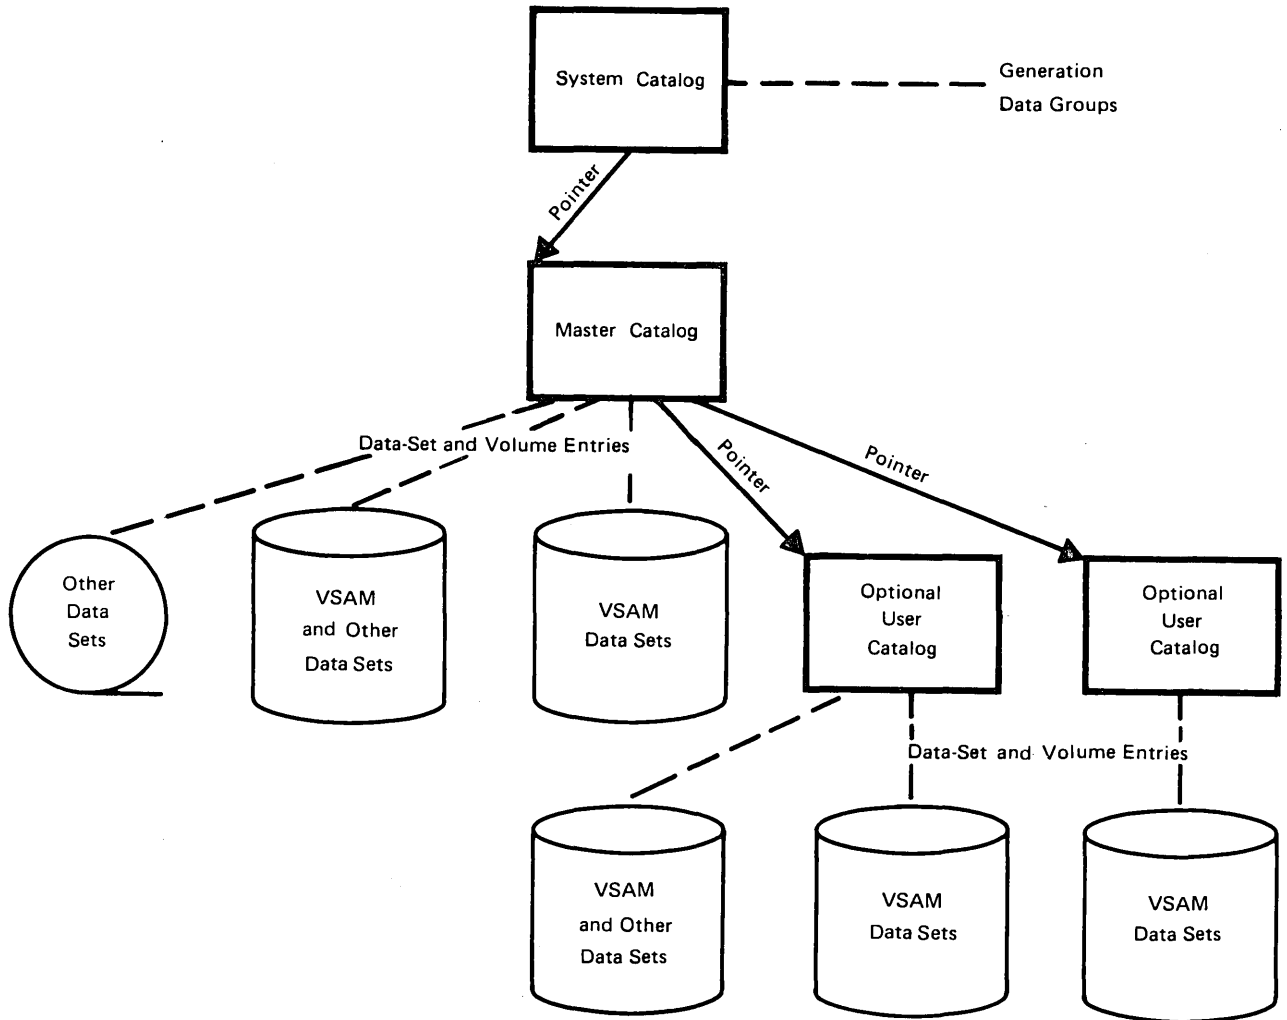 System Catalog
Generation
Data Groups
Pointer
Master Catalog
Data-Set and Volume Entries
Pointer
Pointer
Other
Data
Sets
VSAM
and Other
Data Sets
VSAM
Data Sets
Optional
User
Catalog
Optional
User
Catalog
Data-Set and Volume Entries
VSAM
and Other
Data Sets
VSAM
Data Sets
VSAM
Data Sets